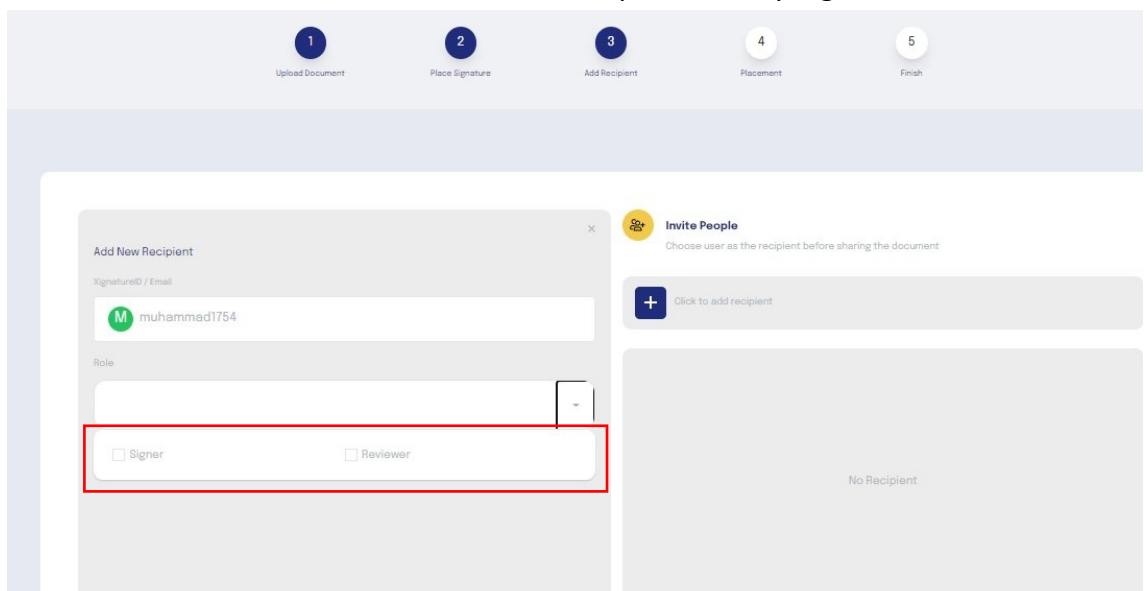 1
Upload Document
2
Place Signature
3
Add Recipient
4
Placement
5
Finish
×
Add New Recipient
XignatureID / Email
M muhammad1754
Role
Signer
Reviewer
Invite People
Choose user as the recipient before sharing the document
+ Click to add recipient
No Recipient